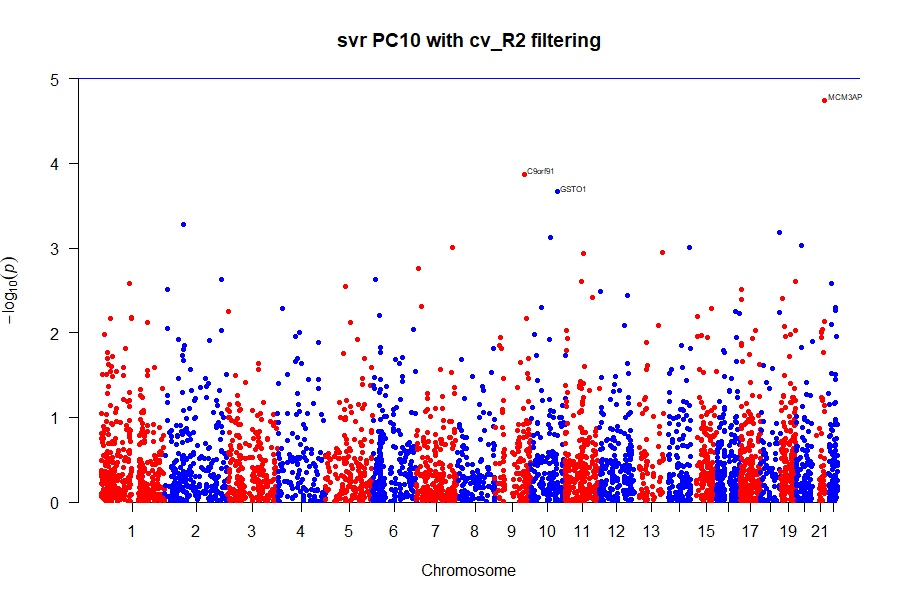 svr PC10 with cv_R2 filtering
5
MCM3AP
4
C9orf91
GSTO1
3
2
1
0
−log10(p)
1 2 3 4 5 6 7 8 9 10 11 12 13 15 17 19 21
Chromosome